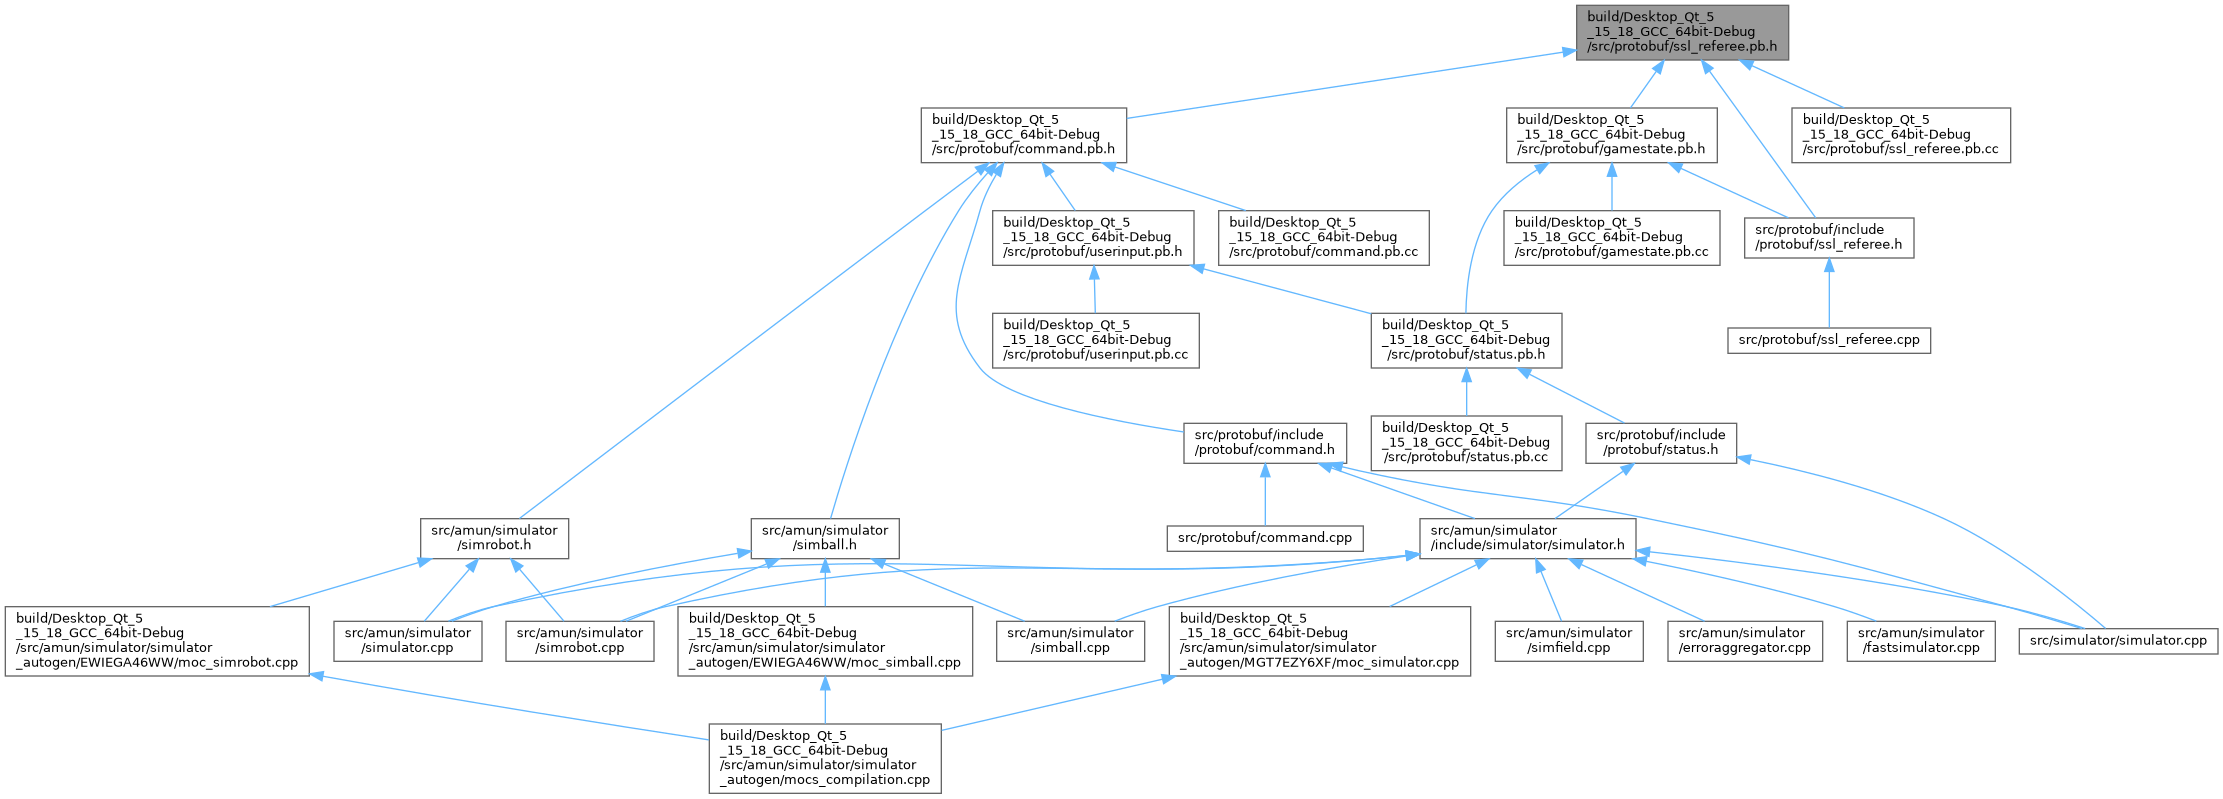 build/Desktop_Qt_5
_15_18_GCC_64bit-Debug
/src/protobuf/ssl_referee.pb.h
build/Desktop_Qt_5
_15_18_GCC_64bit-Debug
/src/protobuf/command.pb.h
build/Desktop_Qt_5
_15_18_GCC_64bit-Debug
/src/protobuf/gamestate.pb.h
build/Desktop_Qt_5
_15_18_GCC_64bit-Debug
/src/protobuf/ssl_referee.pb.cc
build/Desktop_Qt_5
_15_18_GCC_64bit-Debug
/src/protobuf/userinput.pb.h
build/Desktop_Qt_5
_15_18_GCC_64bit-Debug
/src/protobuf/command.pb.cc
build/Desktop_Qt_5
_15_18_GCC_64bit-Debug
/src/protobuf/gamestate.pb.cc
src/protobuf/include
/protobuf/ssl_referee.h
build/Desktop_Qt_5
_15_18_GCC_64bit-Debug
/src/protobuf/userinput.pb.cc
build/Desktop_Qt_5
_15_18_GCC_64bit-Debug
/src/protobuf/status.pb.h
src/protobuf/ssl_referee.cpp
src/protobuf/include
/protobuf/command.h
build/Desktop_Qt_5
_15_18_GCC_64bit-Debug
/src/protobuf/status.pb.cc
src/protobuf/include
/protobuf/status.h
src/amun/simulator
/simrobot.h
src/amun/simulator
/simball.h
src/protobuf/command.cpp
src/amun/simulator
/include/simulator/simulator.h
build/Desktop_Qt_5
_15_18_GCC_64bit-Debug
/src/amun/simulator/simulator
_autogen/EWIEGA46WW/moc_simrobot.cpp
src/amun/simulator
/simulator.cpp
src/amun/simulator
/simrobot.cpp
build/Desktop_Qt_5
_15_18_GCC_64bit-Debug
/src/amun/simulator/simulator
_autogen/EWIEGA46WW/moc_simball.cpp
src/amun/simulator
/simball.cpp
build/Desktop_Qt_5
_15_18_GCC_64bit-Debug
/src/amun/simulator/simulator
_autogen/MGT7EZY6XF/moc_simulator.cpp
src/amun/simulator
/simfield.cpp
src/amun/simulator
/erroraggregator.cpp
src/amun/simulator
/fastsimulator.cpp
src/simulator/simulator.cpp
build/Desktop_Qt_5
_15_18_GCC_64bit-Debug
/src/amun/simulator/simulator
_autogen/mocs_compilation.cpp